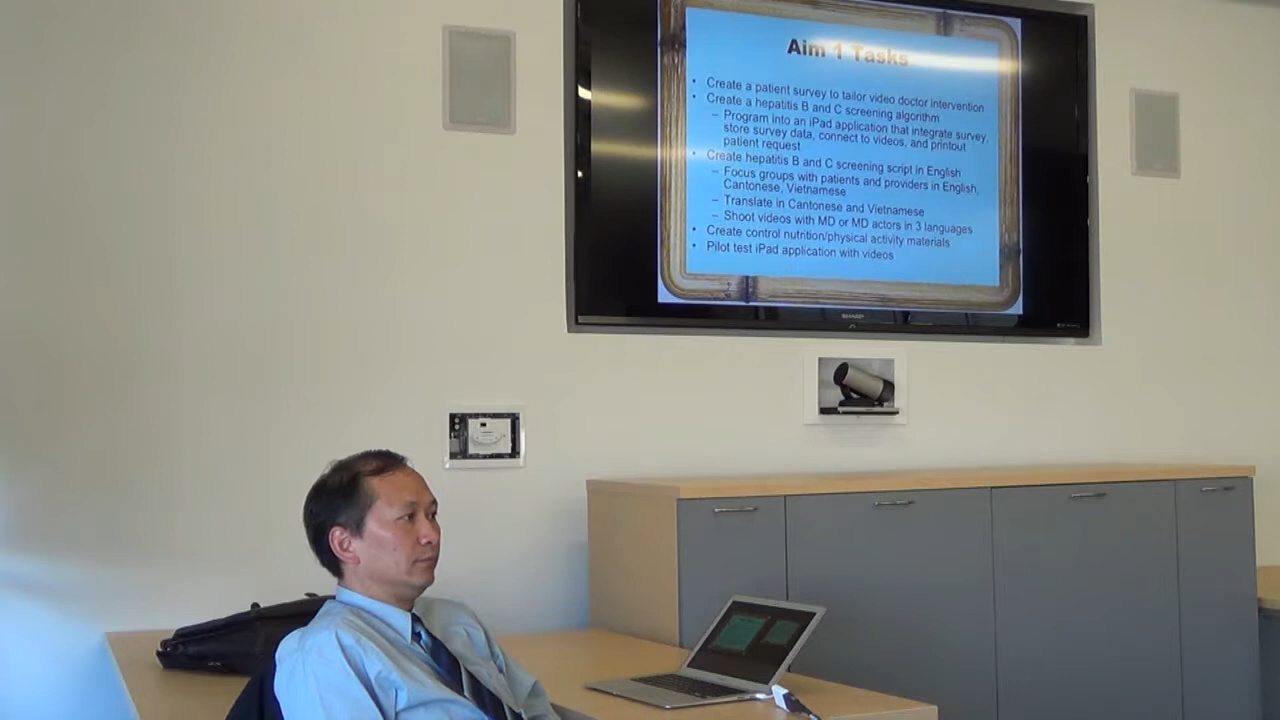 Aim 1 Tasks
• Create a patient survey to tailor video doctor intervention
• Create a hepatitis B and C screening algorithm
– Program into an iPad application that integrate survey,
store survey data, connect to videos, and printout
patient request
• Create hepatitis B and C screening script in English
– Focus groups with patients and providers in English,
Cantonese, Vietnamese
– Translate in Cantonese and Vietnamese
– Shoot videos with MD or MD actors in 3 languages
• Create control nutrition/physical activity materials
• Pilot test iPad application with videos
SHARP